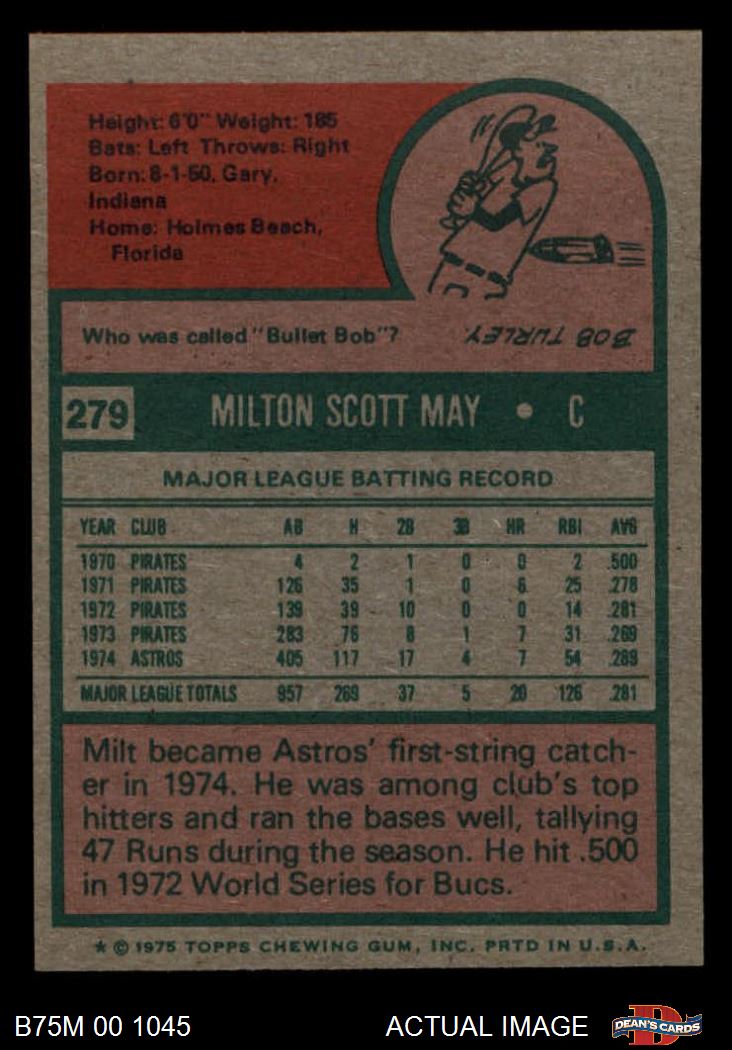 Height: 6'0" Weight: 185
Bats: Left Throws: Right
Born: 8-1-50, Gary,
Indiana
Home: Holmes Beach,
Florida
Who was called "Bullet Bob"? BOB TURLEY.
279 MILTON SCOTT MAY • C
MAJOR LEAGUE BATTING RECORD
YEAR CLUB AB H 2B 3B HR RBI AVG
1970 PIRATES 4 2 1 0 0 2 .500
1971 PIRATES 126 35 1 0 6 25 .278
1972 PIRATES 139 39 10 0 0 14 .281
1973 PIRATES 283 76 8 1 7 31 .269
1974 ASTROS 405 117 17 4 7 54 .289
MAJOR LEAGUE TOTALS 957 269 37 5 20 126 .281
Milt became Astros' first-string catch-
er in 1974. He was among club's top
hitters and ran the bases well, tallying
47 Runs during the season. He hit .500
in 1972 World Series for Bucs.
* © 1975 TOPPS CHEWING GUM, INC. PRTD IN U.S.A.
B75M 00 1045 ACTUAL IMAGE D DEAN'S CARDS